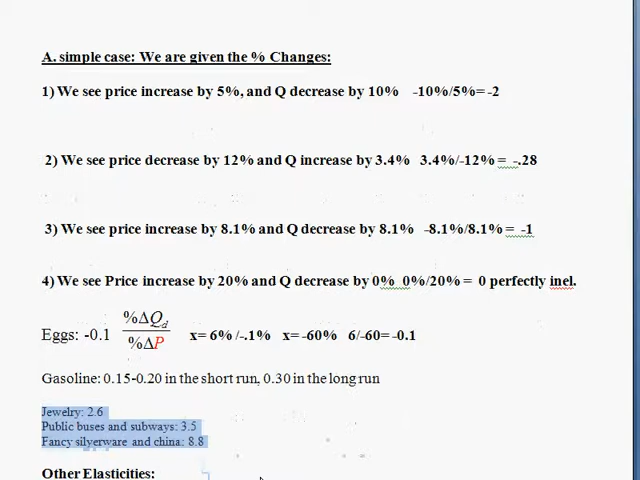 A. simple case: We are given the % Changes:
1) We see price increase by 5%, and Q decrease by 10% -10%/5%= -2
2) We see price decrease by 12% and Q increase by 3.4% 3.4%/-12% = -.28
3) We see price increase by 8.1% and Q decrease by 8.1% -8.1%/8.1% = -1
4) We see Price increase by 20% and Q decrease by 0% 0%/20% = 0 perfectly inel.
%ΔQd
Eggs: -0.1 x= 6% /-.1% x= -60% 6/-60= -0.1
%ΔP
Gasoline: 0.15-0.20 in the short run, 0.30 in the long run
Jewelry: 2.6
Public buses and subways: 3.5
Fancy silyerware and china: 8.8
Other Elasticities: